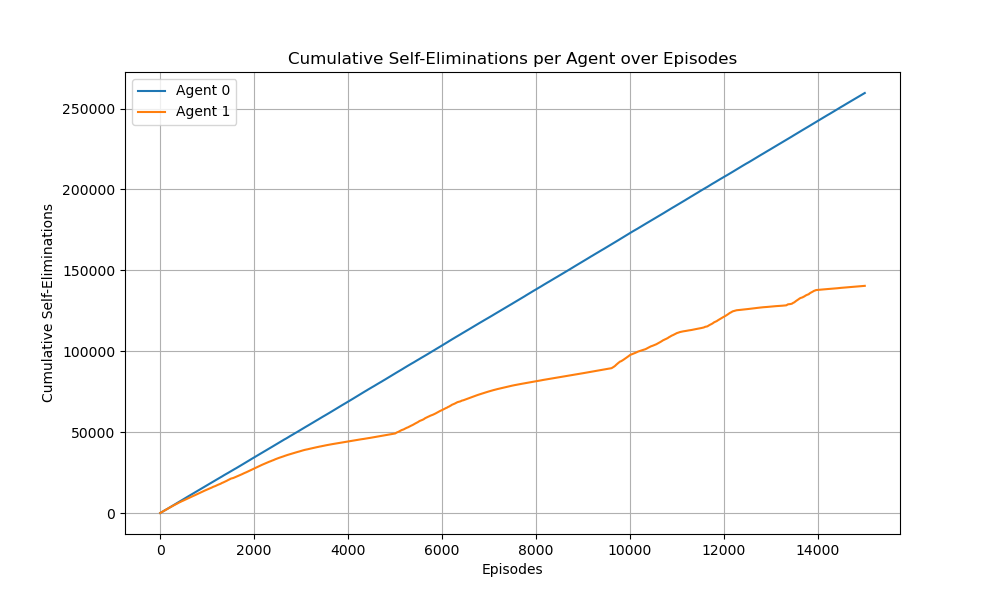 Cumulative Self-Eliminations per Agent over Episodes
Agent 0
Agent 1
250000
200000
150000
100000
50000
0
Cumulative Self-Eliminations
0 2000 4000 6000 8000 10000 12000 14000
Episodes